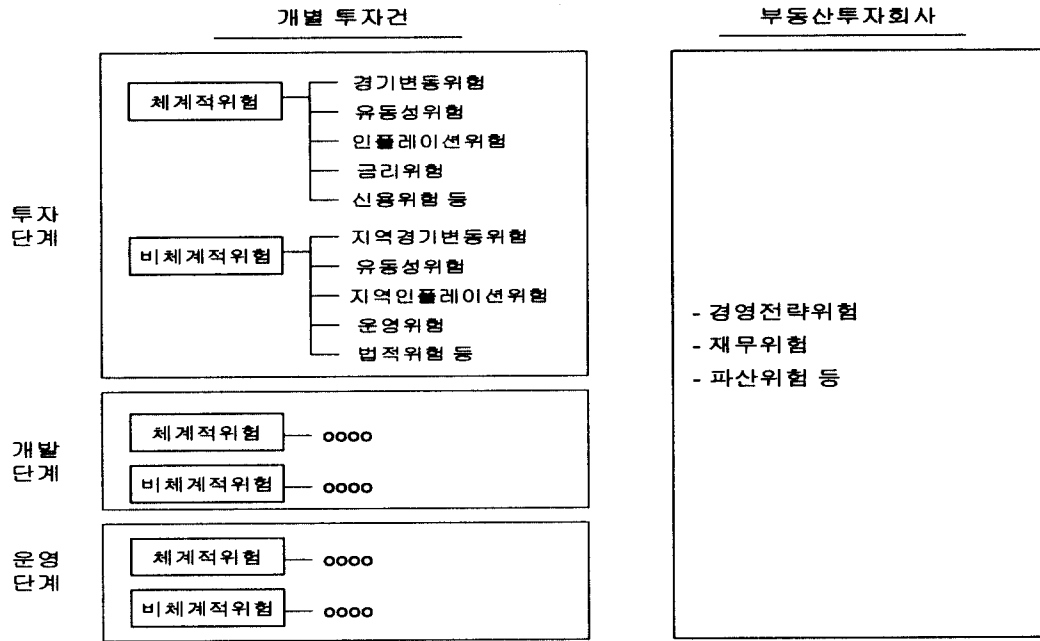 개별 투자건
부동산투자회사
투자
단계
체계적위험
경기변동위험
유동성위험
인플레이션위험
금리위험
신용위험 등
비체계적위험
지역경기변동위험
유동성위험
지역인플레이션위험
운영위험
법적위험 등
개발
단계
체계적위험
oooo
비체계적위험
oooo
운영
단계
체계적위험
oooo
비체계적위험
oooo
- 경영전략위험
- 재무위험
- 파산위험 등